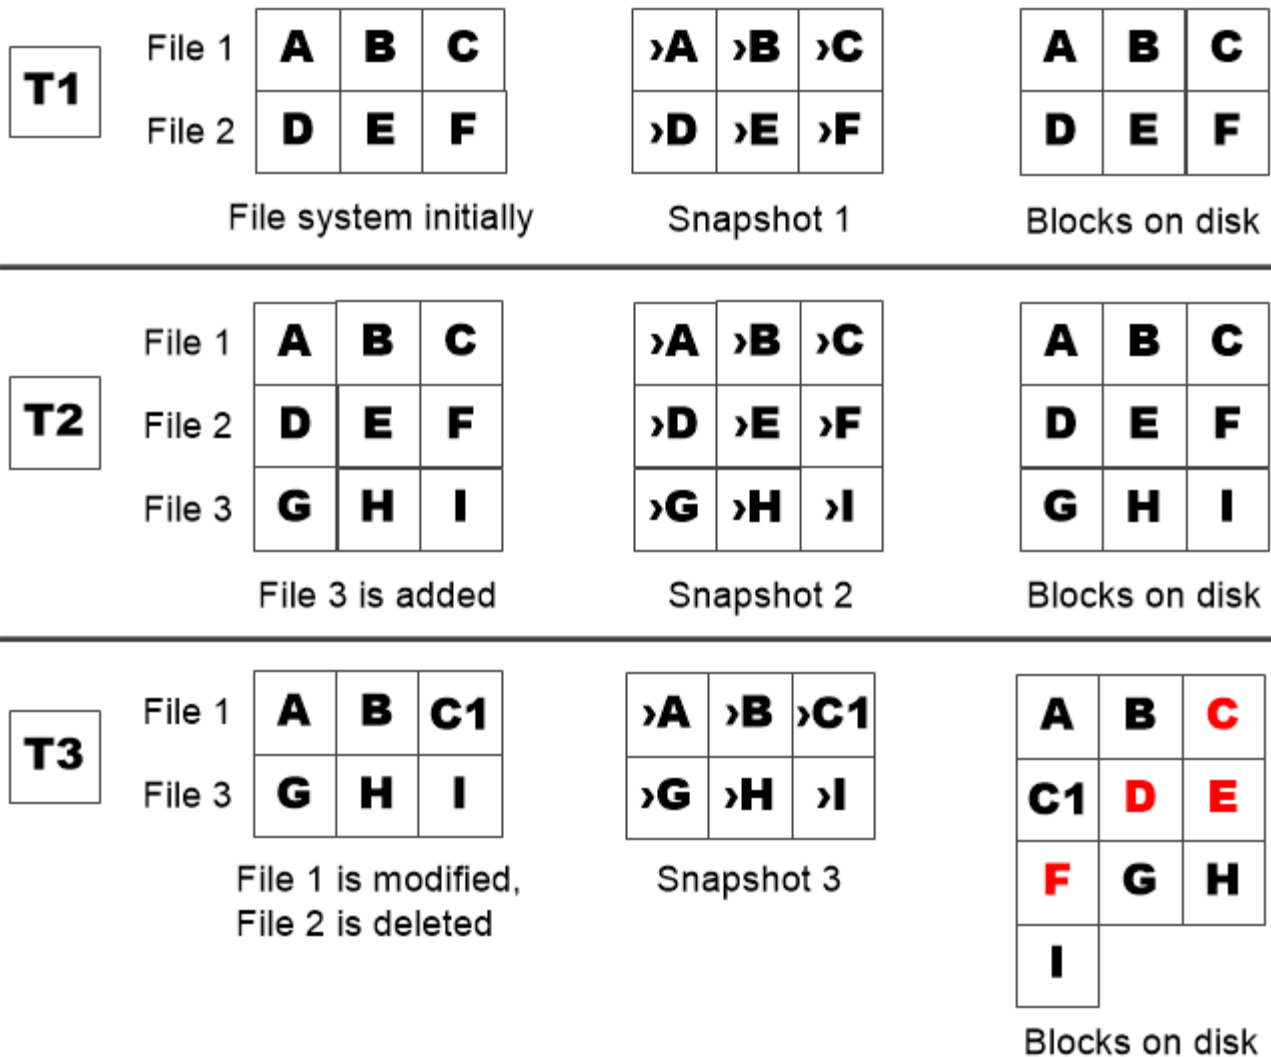 T1
File 1 A B C ›A ›B ›C A B C
File 2 D E F ›D ›E ›F D E F
File system initially Snapshot 1 Blocks on disk
T2
File 1 A B C ›A ›B ›C A B C
File 2 D E F ›D ›E ›F D E F
File 3 G H I ›G ›H ›I G H I
File 3 is added Snapshot 2 Blocks on disk
T3
File 1 A B C1 ›A ›B ›C1 A B C
File 3 G H I ›G ›H ›I C1 D E
File 1 is modified, Snapshot 3 F G H
File 2 is deleted
I
Blocks on disk